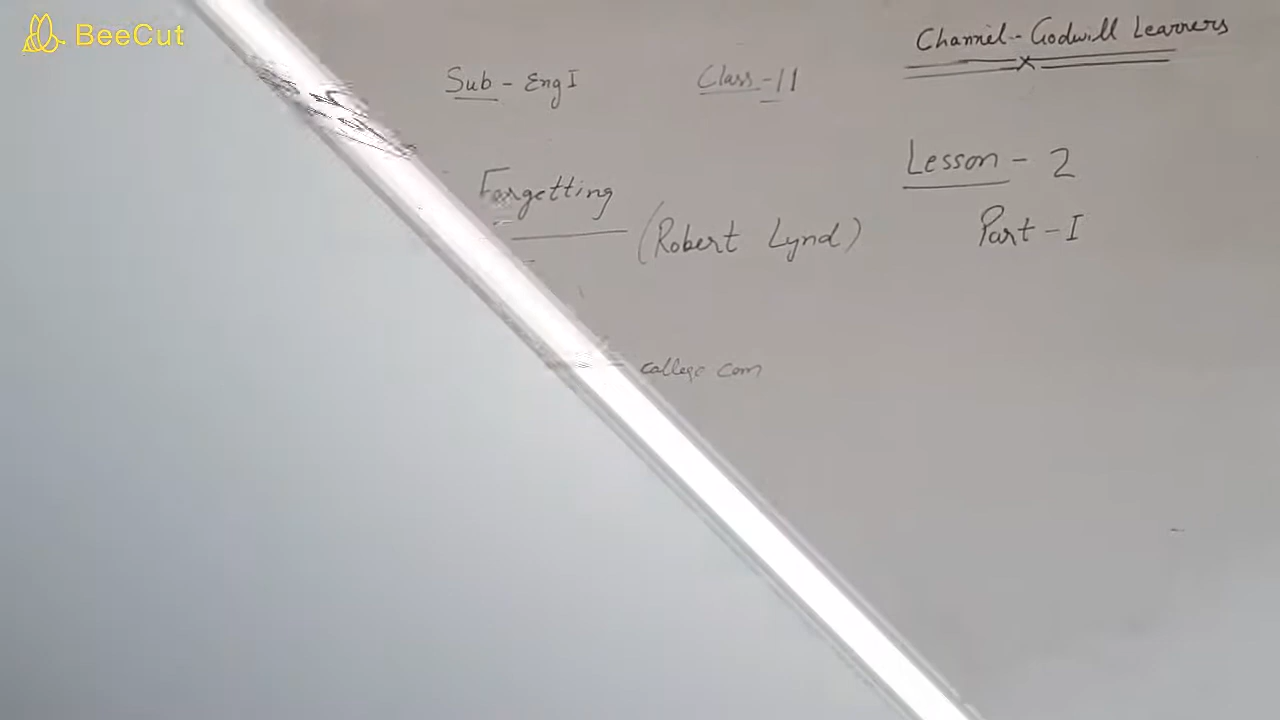 BeeCut
Channel - Godwill Learners
Sub - Eng I Class - 11
Lesson - 2
Forgetting
(Robert Lynd) Part - I
college com